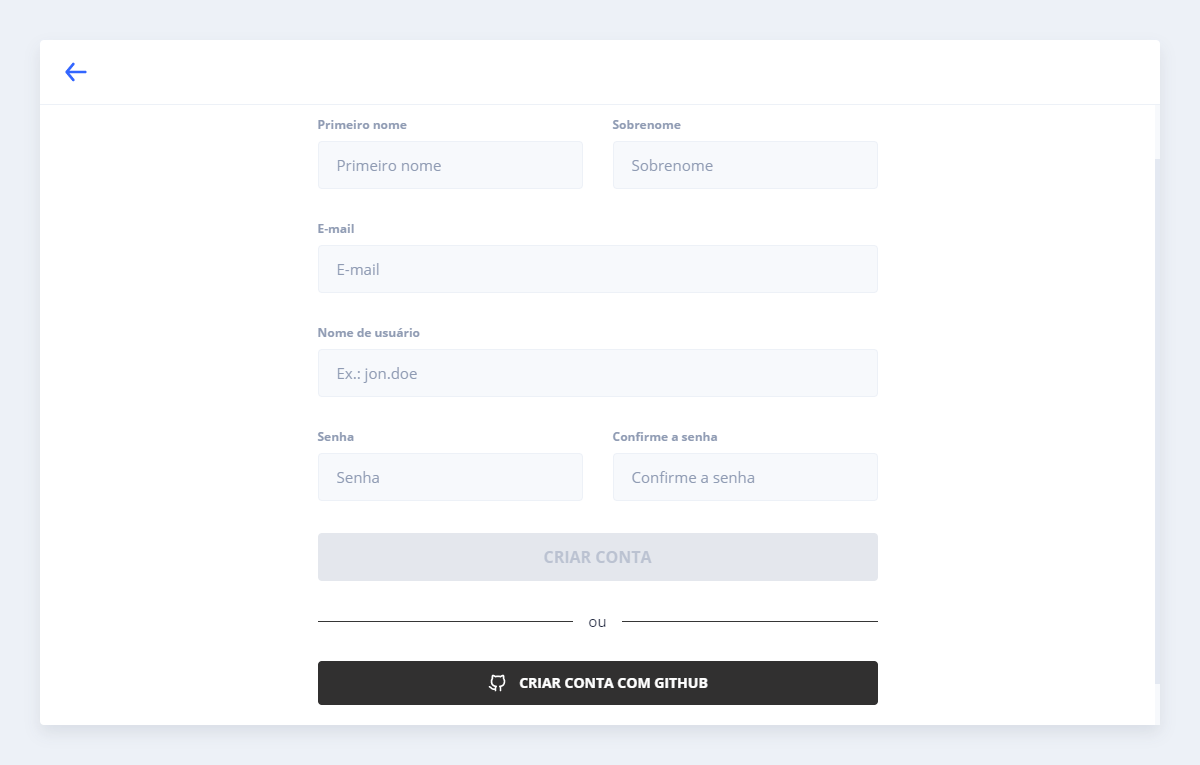 Primeiro nome
Sobrenome
Primeiro nome
Sobrenome
E-mail
E-mail
Nome de usuário
Ex.: jon.doe
Senha
Confirme a senha
Senha
Confirme a senha
CRIAR CONTA
ou
CRIAR CONTA COM GITHUB